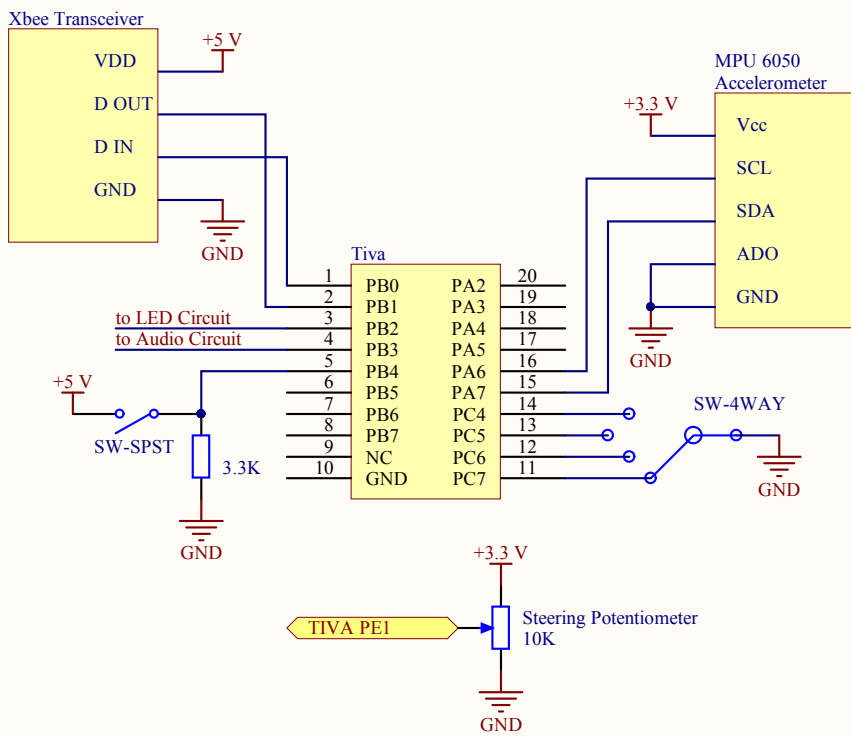 Xbee Transceiver
+5 V
VDD
D OUT
D IN
GND
GND
MPU 6050
Accelerometer
+3.3 V
Vcc
SCL
SDA
ADO
GND
GND
Tiva
1 PB0 PA2 20
2 PB1 PA3 19
to LED Circuit 3 PB2 PA4 18
to Audio Circuit 4 PB3 PA5 17
5 PB4 PA6 16
6 PB5 PA7 15
7 PB6 PC4 14
8 PB7 PC5 13
9 NC PC6 12
10 GND PC7 11
+5 V
SW-SPST
3.3K
GND
SW-4WAY
GND
+3.3 V
TIVA PE1
Steering Potentiometer
10K
GND